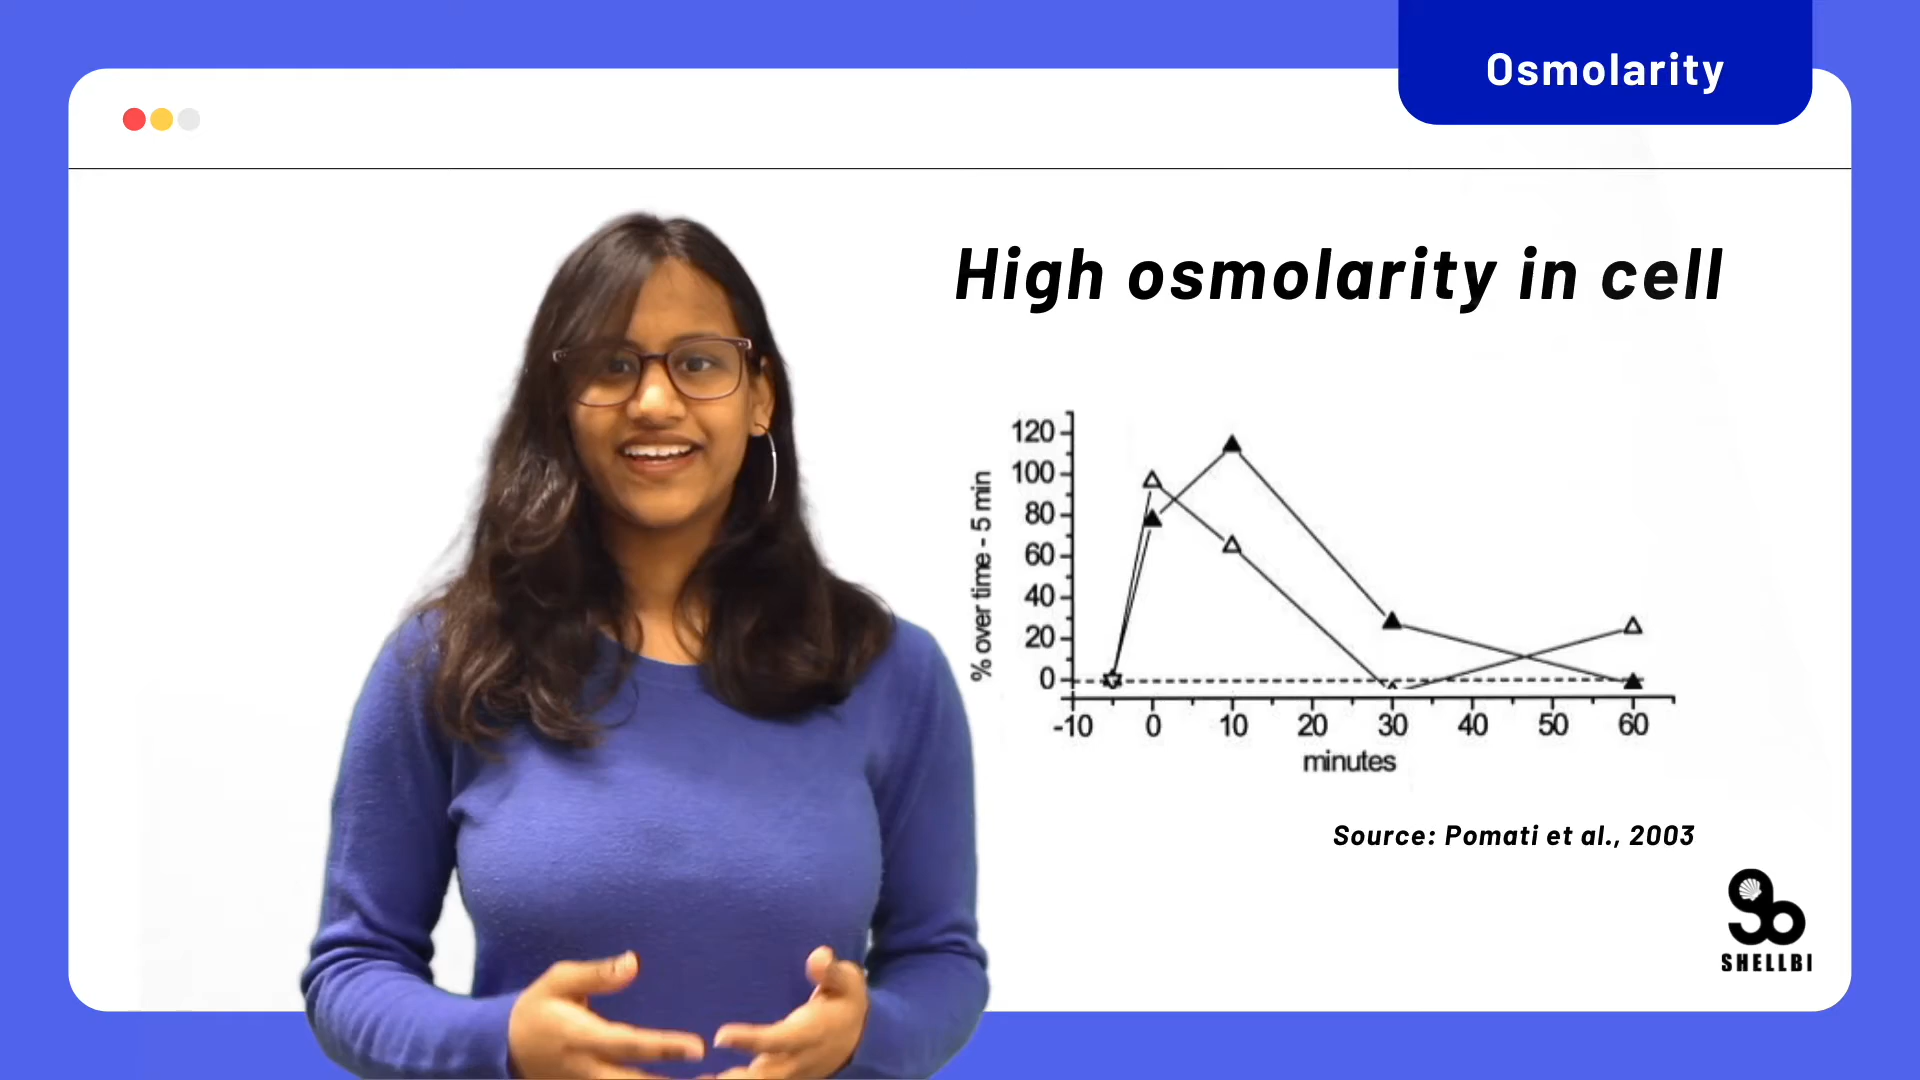 Osmolarity
High osmolarity in cell
120
100
80
60
40
20
0
% over time - 5 min
-10 0 10 20 30 40 50 60
minutes
Source: Pomati et al., 2003
SHELLBI